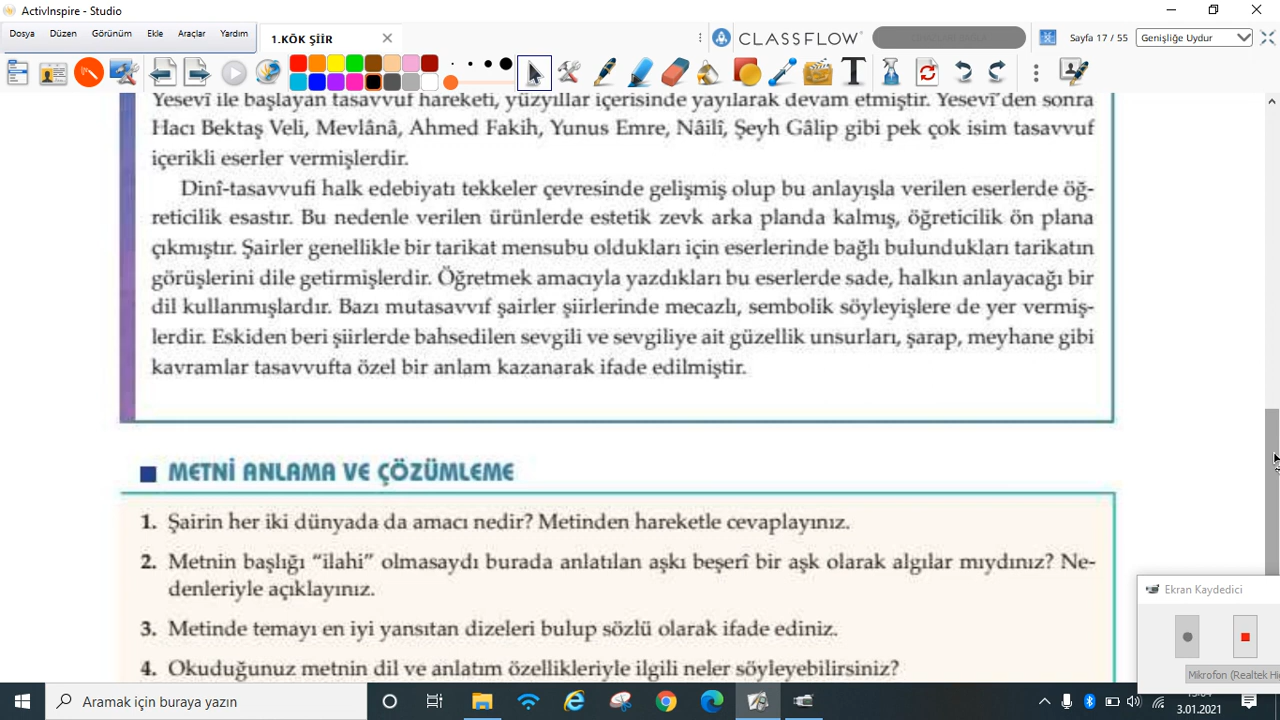 ActivInspire - Studio
Dosya Düzen Görünüm Ekle Araçlar Yardım
1.KÖK ŞİİR
CLASSFLOW
Sayfa 17 / 55
Genişliğe Uydur
Yesevî ile başlayan tasavvuf hareketi, yüzyıllar içerisinde yayılarak devam etmiştir. Yesevî'den sonra
Hacı Bektaş Veli, Mevlânâ, Ahmed Fakih, Yunus Emre, Nâilî, Şeyh Gâlip gibi pek çok isim tasavvuf
içerikli eserler vermişlerdir.
Dinî-tasavvufi halk edebiyatı tekkeler çevresinde gelişmiş olup bu anlayışla verilen eserlerde öğ-
reticilik esastır. Bu nedenle verilen ürünlerde estetik zevk arka planda kalmış, öğreticilik ön plana
çıkmıştır. Şairler genellikle bir tarikat mensubu oldukları için eserlerinde bağlı bulundukları tarikatın
görüşlerini dile getirmişlerdir. Öğretmek amacıyla yazdıkları bu eserlerde sade, halkın anlayacağı bir
dil kullanmışlardır. Bazı mutasavvıf şairler şiirlerinde mecazlı, sembolik söyleyişlere de yer vermiş-
lerdir. Eskiden beri şiirlerde bahsedilen sevgili ve sevgiliye ait güzellik unsurları, şarap, meyhane gibi
kavramlar tasavvufta özel bir anlam kazanarak ifade edilmiştir.
METNİ ANLAMA VE ÇÖZÜMLEME
1. Şairin her iki dünyada da amacı nedir? Metinden hareketle cevaplayınız.
2. Metnin başlığı “ilahi” olmasaydı burada anlatılan aşkı beşerî bir aşk olarak algılar mıydınız? Ne-
denleriyle açıklayınız.
3. Metinde temayı en iyi yansıtan dizeleri bulup sözlü olarak ifade ediniz.
4. Okuduğunuz metnin dil ve anlatım özellikleriyle ilgili neler söyleyebilirsiniz?
Ekran Kaydedici
Mikrofon (Realtek Hi
Aramak için buraya yazın
3.01.2021